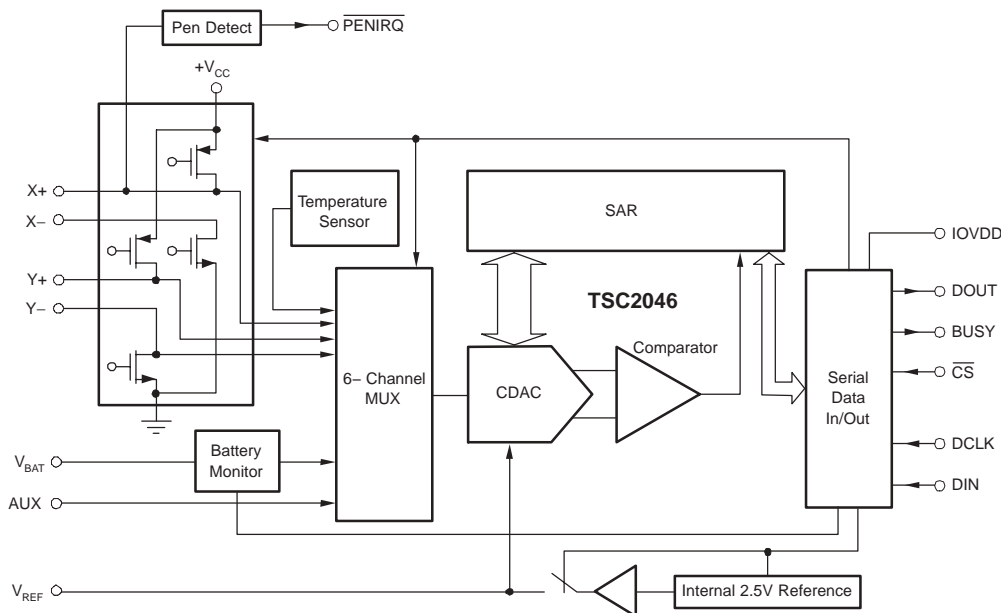 Pen Detect
PENIRQ
+VCC
X+
X−
Y+
Y−
Temperature
Sensor
SAR
IOVDD
DOUT
BUSY
CS
DCLK
DIN
TSC2046
Comparator
6− Channel
MUX
CDAC
Serial
Data
In/Out
Battery
Monitor
VBAT
AUX
VREF
Internal 2.5V Reference